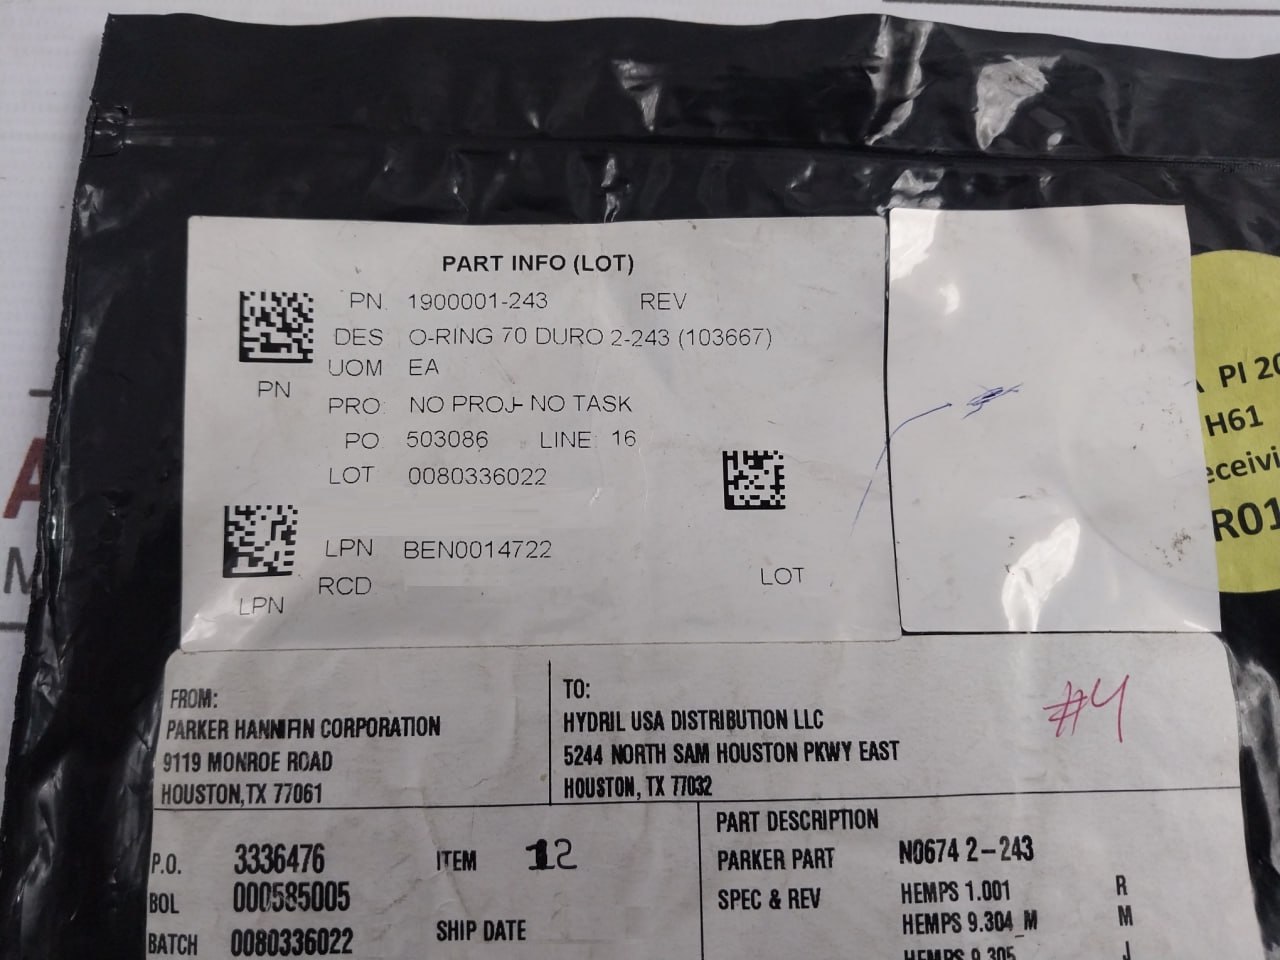 PART INFO (LOT)
PN 1900001-243 REV
DES O-RING 70 DURO 2-243 (103667)
UOM EA
PN
PRO: NO PROJ- NO TASK
PO 503086 LINE: 16
LOT 0080336022
LPN BEN0014722
RCD
LPN
LOT
PI 20
H61
R01
#4
FROM:
PARKER HANNIFIN CORPORATION
9119 MONROE ROAD
HOUSTON,TX 77061
TO:
HYDRIL USA DISTRIBUTION LLC
5244 NORTH SAM HOUSTON PKWY EAST
HOUSTON, TX 77032
P.O. 3336476 ITEM 12
BOL 000585005
BATCH 0080336022 SHIP DATE
PART DESCRIPTION
PARKER PART N0674 2-243
SPEC & REV HEMPS 1.001 R
HEMPS 9.304_M M
HEMPS 9.305 J